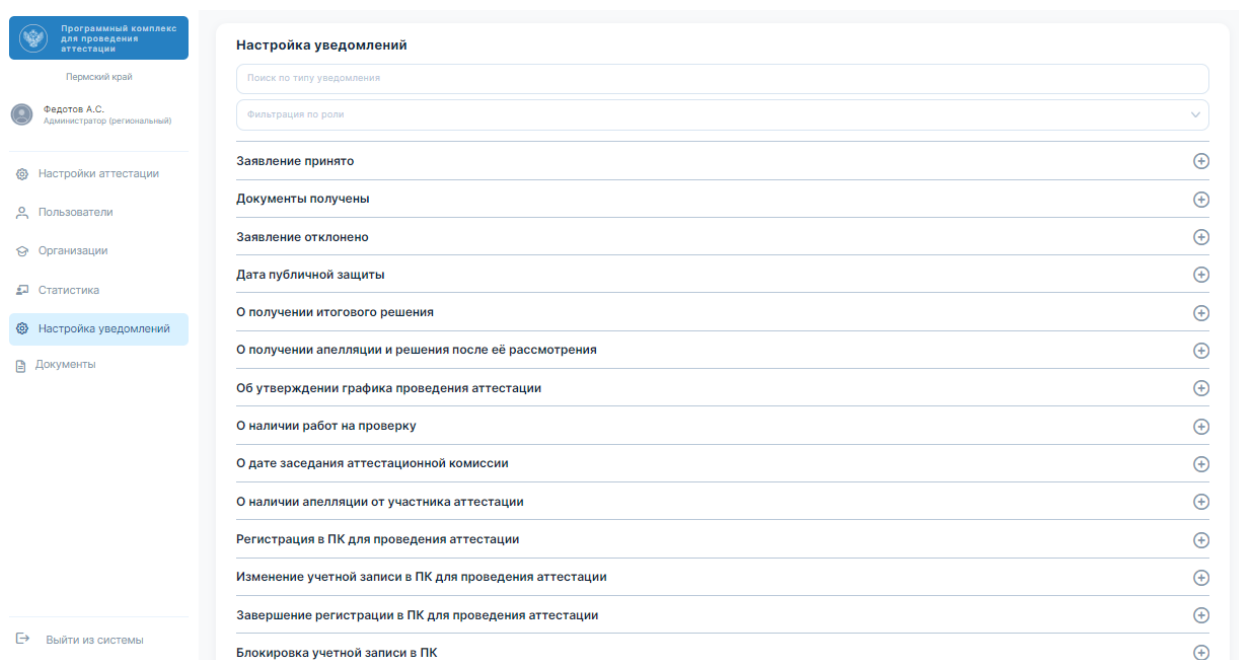 Программный комплекс
для проведения
аттестации
Пермский край
Федотов А.С.
Администратор (региональный)
Настройки аттестации
Пользователи
Организации
Статистика
Настройка уведомлений
Документы
Выйти из системы
Настройка уведомлений
Поиск по типу уведомления
Фильтрация по роли
Заявление принято
Документы получены
Заявление отклонено
Дата публичной защиты
О получении итогового решения
О получении апелляции и решения после её рассмотрения
Об утверждении графика проведения аттестации
О наличии работ на проверку
О дате заседания аттестационной комиссии
О наличии апелляции от участника аттестации
Регистрация в ПК для проведения аттестации
Изменение учетной записи в ПК для проведения аттестации
Завершение регистрации в ПК для проведения аттестации
Блокировка учетной записи в ПК